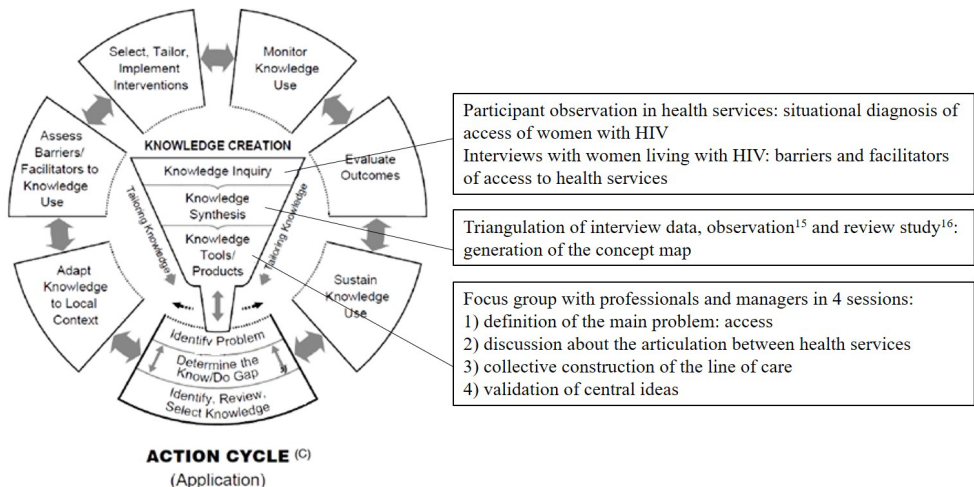 Select, Tailor,
Implement
Interventions
Monitor
Knowledge
Use
Assess
Barriers/
Facilitators to
Knowledge
Use
KNOWLEDGE CREATION
Knowledge Inquiry
Knowledge
Synthesis
Knowledge
Tools/
Products
Tailoring Knowledge
Tailoring Knowledge
Evaluate
Outcomes
Adapt
Knowledge
to Local
Context
Sustain
Knowledge
Use
Identify Problem
Determine the
Know/Do Gap
Identify, Review,
Select Knowledge
ACTION CYCLE (C)
(Application)
Participant observation in health services: situational diagnosis of
access of women with HIV
Interviews with women living with HIV: barriers and facilitators
of access to health services
Triangulation of interview data, observation¹⁵ and review study¹⁶:
generation of the concept map
Focus group with professionals and managers in 4 sessions:
1) definition of the main problem: access
2) discussion about the articulation between health services
3) collective construction of the line of care
4) validation of central ideas